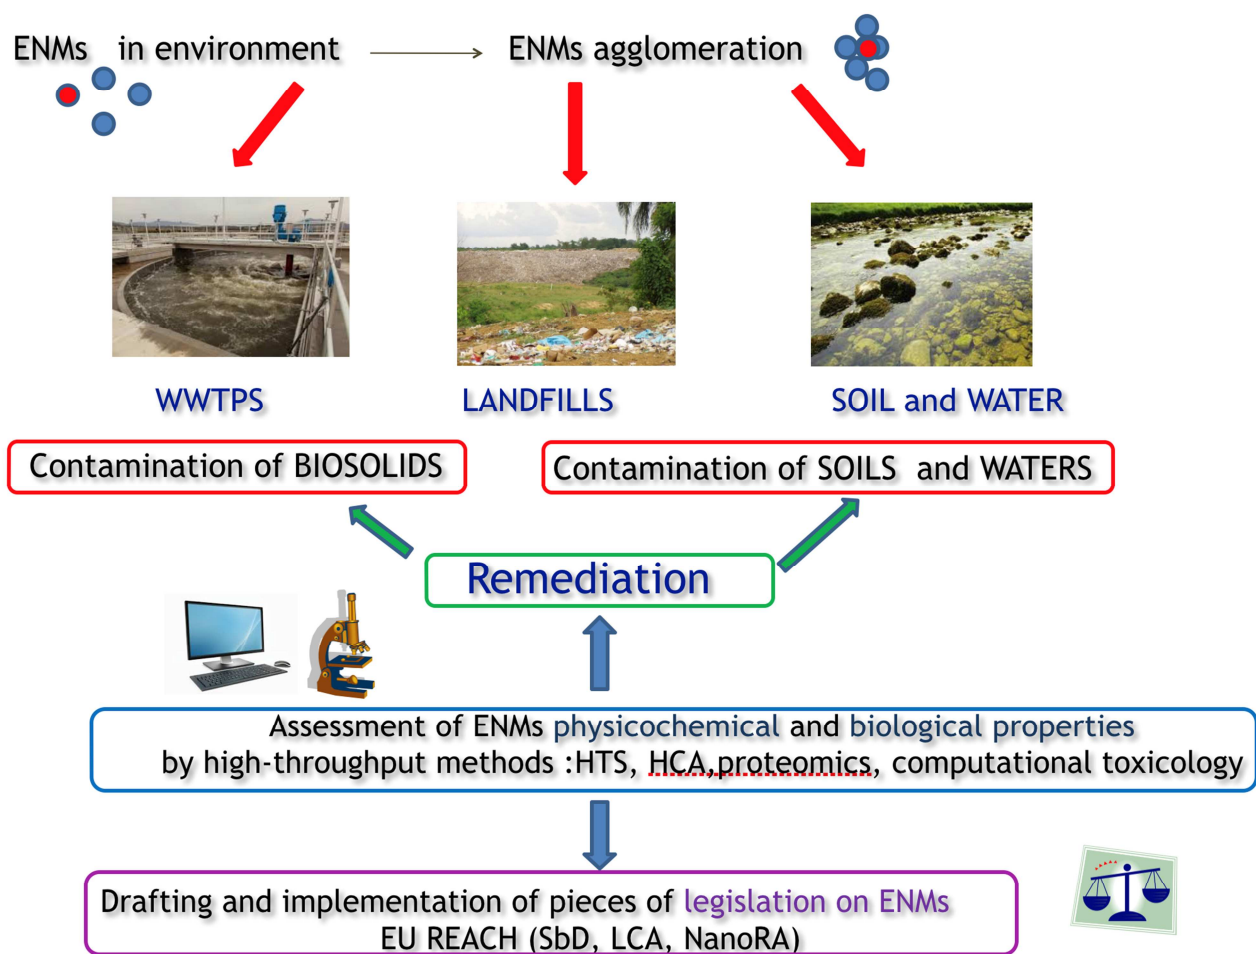 ENMs in environment
ENMs agglomeration
WWTPS
LANDFILLS
SOIL and WATER
Contamination of BIOSOLIDS
Contamination of SOILS and WATERS
Remediation
Assessment of ENMs physicochemical and biological properties
by high-throughput methods :HTS, HCA,proteomics, computational toxicology
Drafting and implementation of pieces of legislation on ENMs
EU REACH (SbD, LCA, NanoRA)